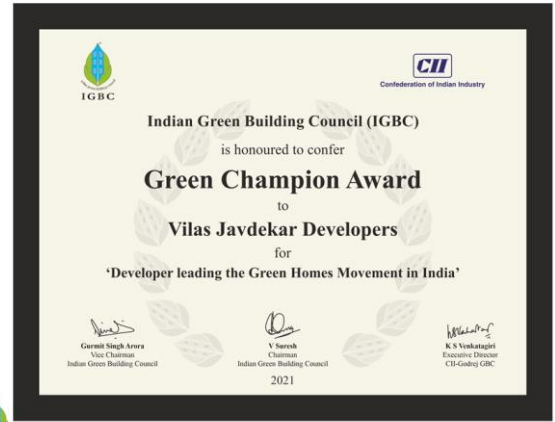 IGBC
CII
Confederation of Indian Industry
Indian Green Building Council (IGBC)
is honoured to confer
Green Champion Award
to
Vilas Javdekar Developers
for
‘Developer leading the Green Homes Movement in India’
Gurmit Singh Arora
Vice Chairman
Indian Green Building Council
V Suresh
Chairman
Indian Green Building Council
K S Venkatagiri
Executive Director
CII-Godrej GBC
2021